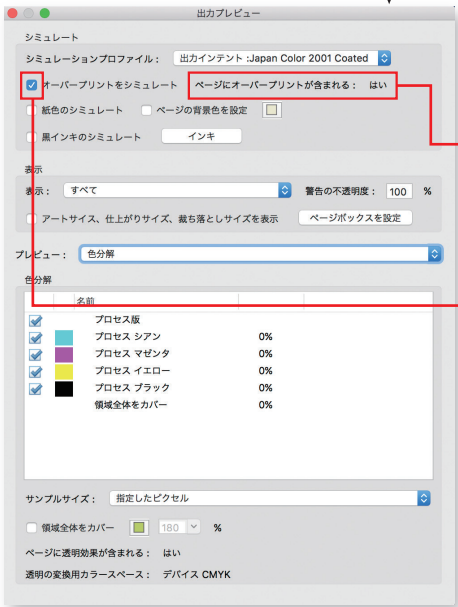 出力プレビュー
シミュレート
シミュレーションプロファイル： 出力インテント :Japan Color 2001 Coated
オーバープリントをシミュレート ページにオーバープリントが含まれる： はい
紙色のシミュレート ページの背景色を設定
黒インキのシミュレート インキ
表示
表示： すべて 警告の不透明度： 100 %
アートサイズ、仕上がりサイズ、裁ち落としサイズを表示 ページボックスを設定
プレビュー： 色分解
色分解
名前
プロセス版
プロセス シアン 0%
プロセス マゼンタ 0%
プロセス イエロー 0%
プロセス ブラック 0%
領域全体をカバー 0%
サンプルサイズ： 指定したピクセル
領域全体をカバー 180 %
ページに透明効果が含まれる： はい
透明の変換用カラースペース： デバイス CMYK